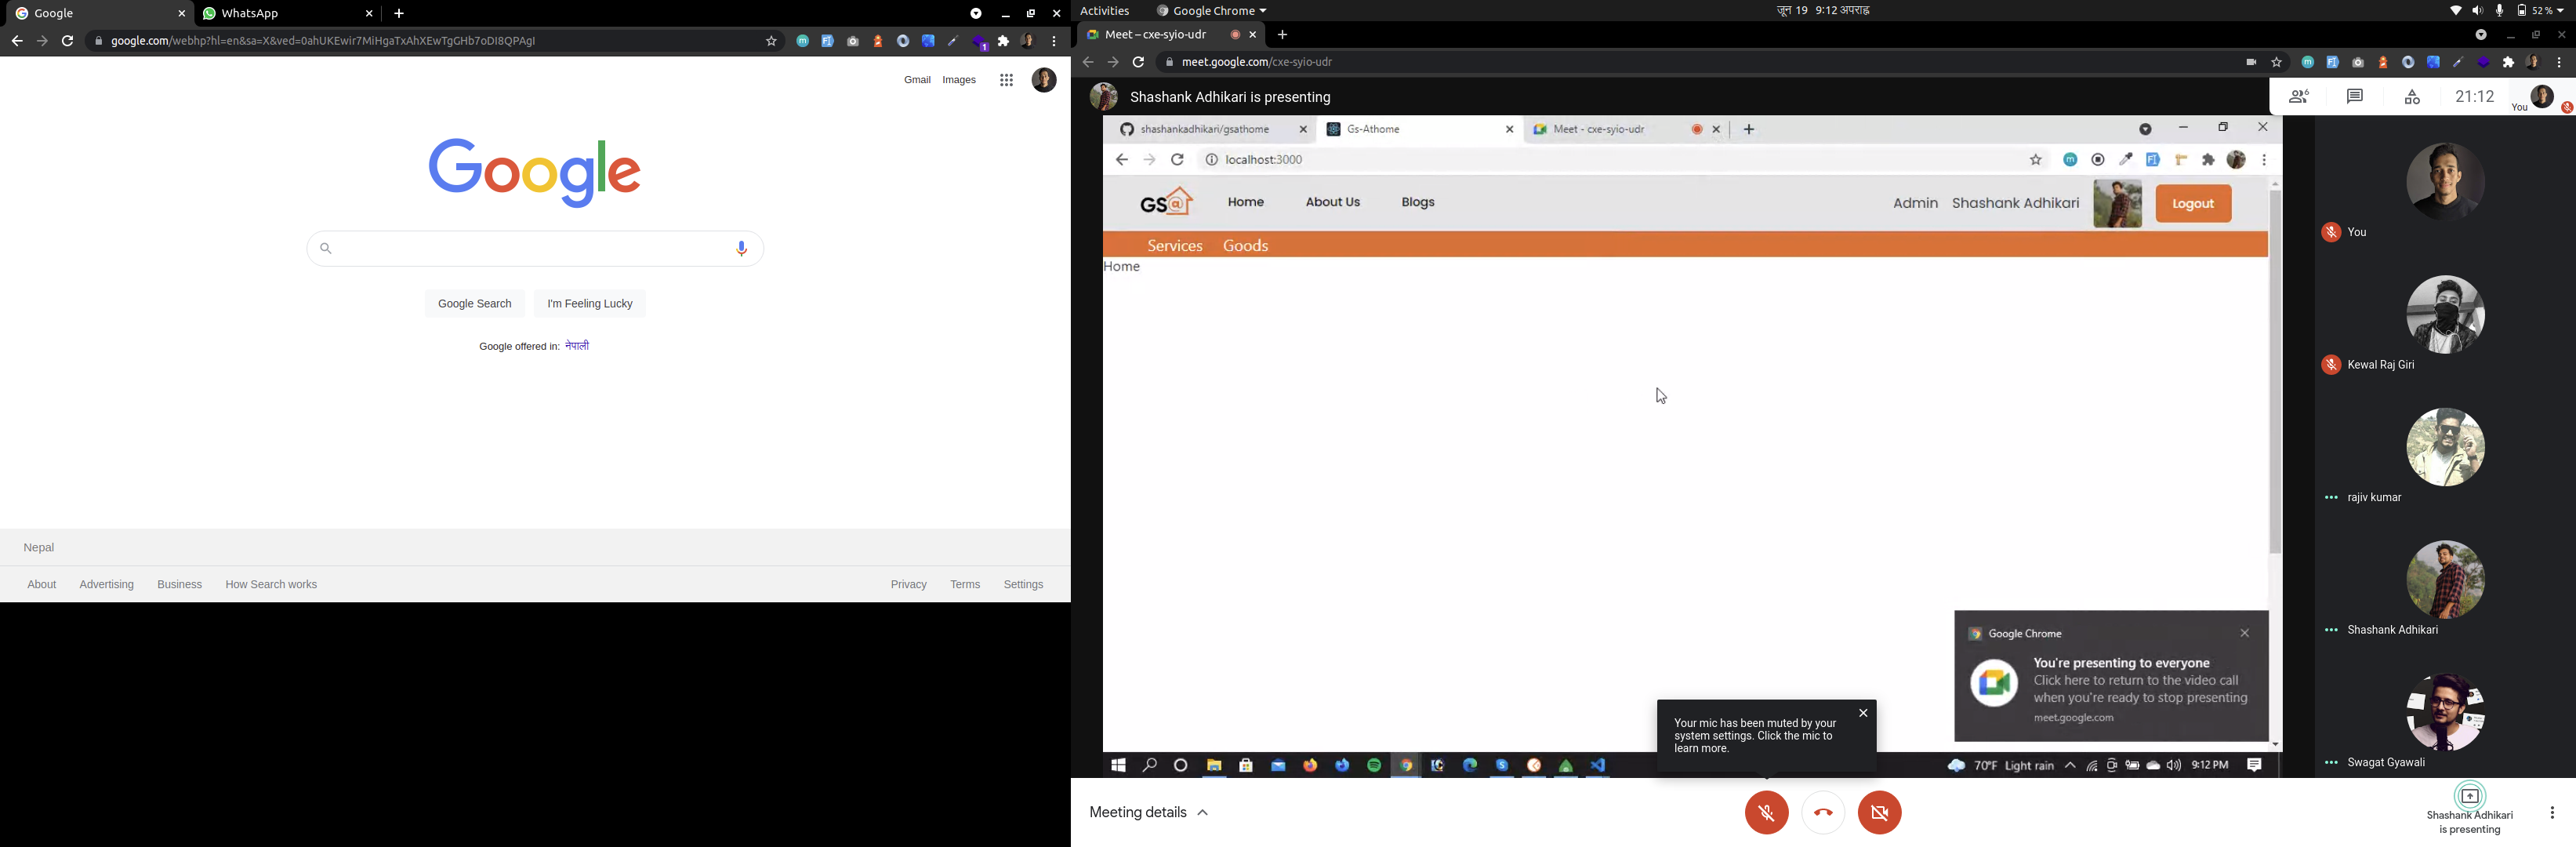 Google
WhatsApp
google.com/webhp?hl=en&sa=X&ved=0ahUKEwir7MiHgaTxAhXEwTgGHb7oDI8QPAgI
1
Gmail Images
Google
Google Search I'm Feeling Lucky
Google offered in: नेपाली
Nepal
About Advertising Business How Search works
Privacy Terms Settings
Activities Google Chrome
जून 19 9:12 अपराह्न
52 %
Meet – cxe-syio-udr
meet.google.com/cxe-syio-udr
Shashank Adhikari is presenting
6
21:12
You
shashankadhikari/gsathome
Gs-Athome
Meet - cxe-syio-udr
localhost:3000
GS@
Home About Us Blogs
Admin Shashank Adhikari Logout
Services Goods
Home
You
Kewal Raj Giri
rajiv kumar
Shashank Adhikari
Swagat Gyawali
Google Chrome
You're presenting to everyone
Click here to return to the video call
when you're ready to stop presenting
meet.google.com
Your mic has been muted by your
system settings. Click the mic to
learn more.
70°F Light rain
9:12 PM
Meeting details
Shashank Adhikari
is presenting